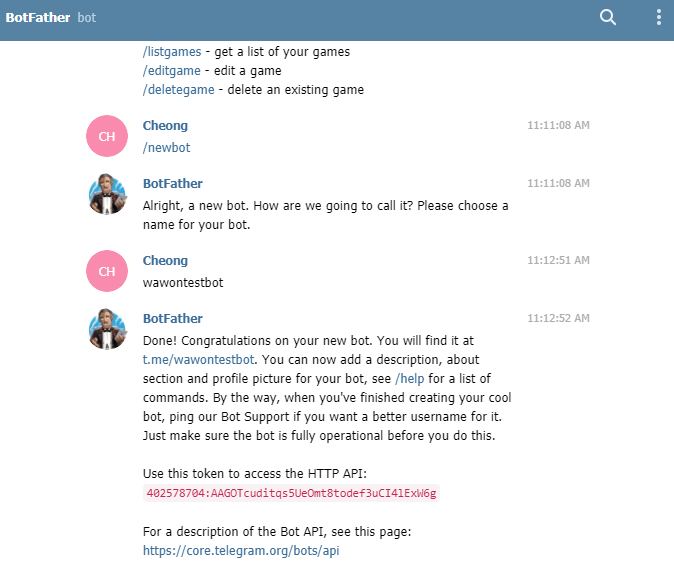 BotFather bot
/listgames - get a list of your games
/editgame - edit a game
/deletegame - delete an existing game
CH
Cheong 11:11:08 AM
/newbot
BotFather 11:11:08 AM
Alright, a new bot. How are we going to call it? Please choose a
name for your bot.
CH
Cheong 11:12:51 AM
wawontestbot
BotFather 11:12:52 AM
Done! Congratulations on your new bot. You will find it at
t.me/wawontestbot. You can now add a description, about
section and profile picture for your bot, see /help for a list of
commands. By the way, when you've finished creating your cool
bot, ping our Bot Support if you want a better username for it.
Just make sure the bot is fully operational before you do this.
Use this token to access the HTTP API:
402578704:AAGOTcuditqs5UeOmt8todef3uCI4lExW6g
For a description of the Bot API, see this page:
https://core.telegram.org/bots/api